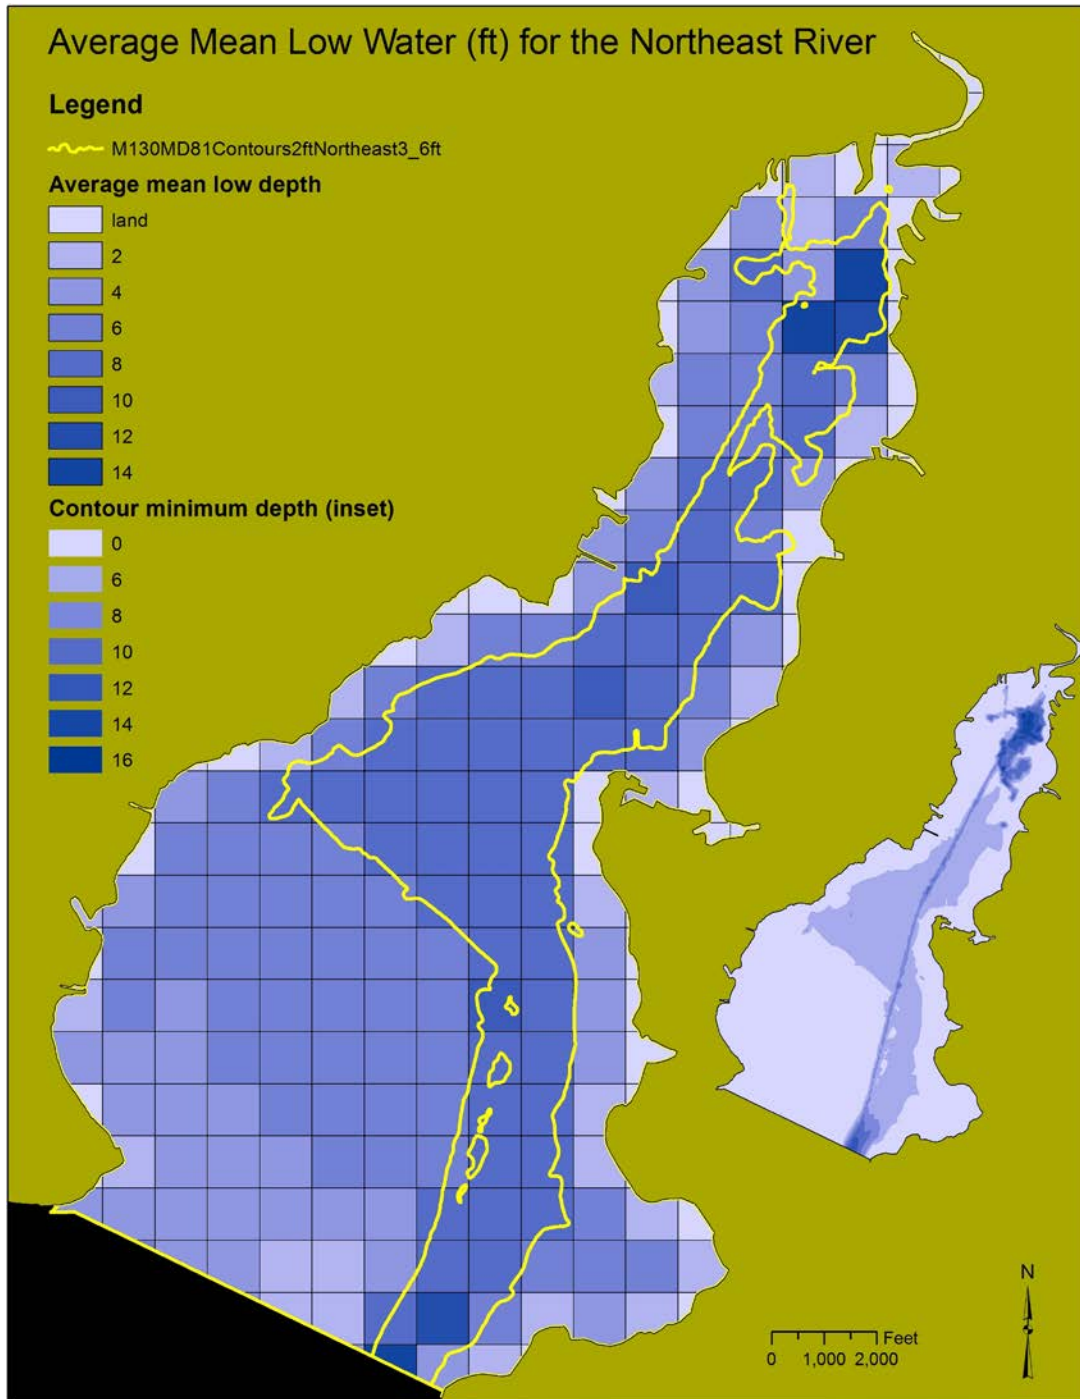 Average Mean Low Water (ft) for the Northeast River
Legend
M130MD81Contours2ftNortheast3_6ft
Average mean low depth
land
2
4
6
8
10
12
14
Contour minimum depth (inset)
0
6
8
10
12
14
16
N
Feet
0 1,000 2,000